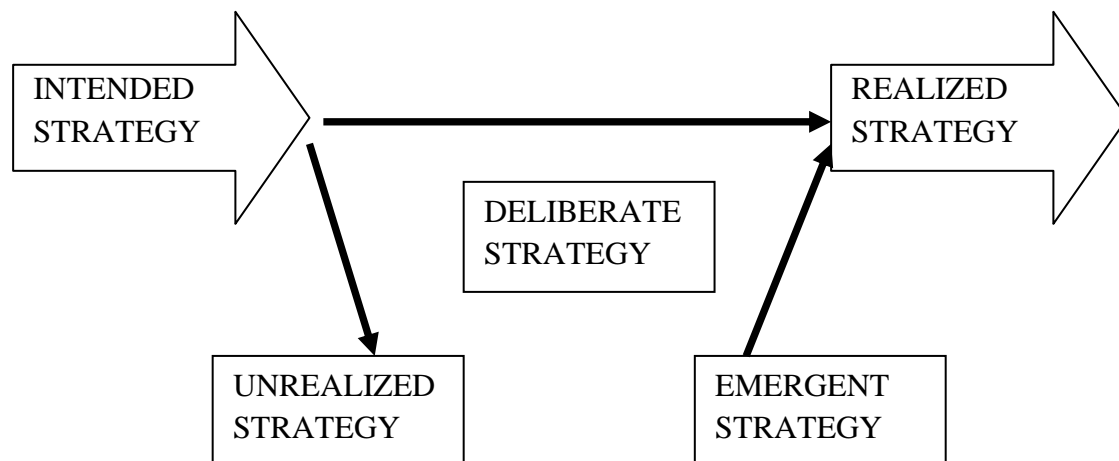 INTENDED
STRATEGY
REALIZED
STRATEGY
DELIBERATE
STRATEGY
UNREALIZED
STRATEGY
EMERGENT
STRATEGY